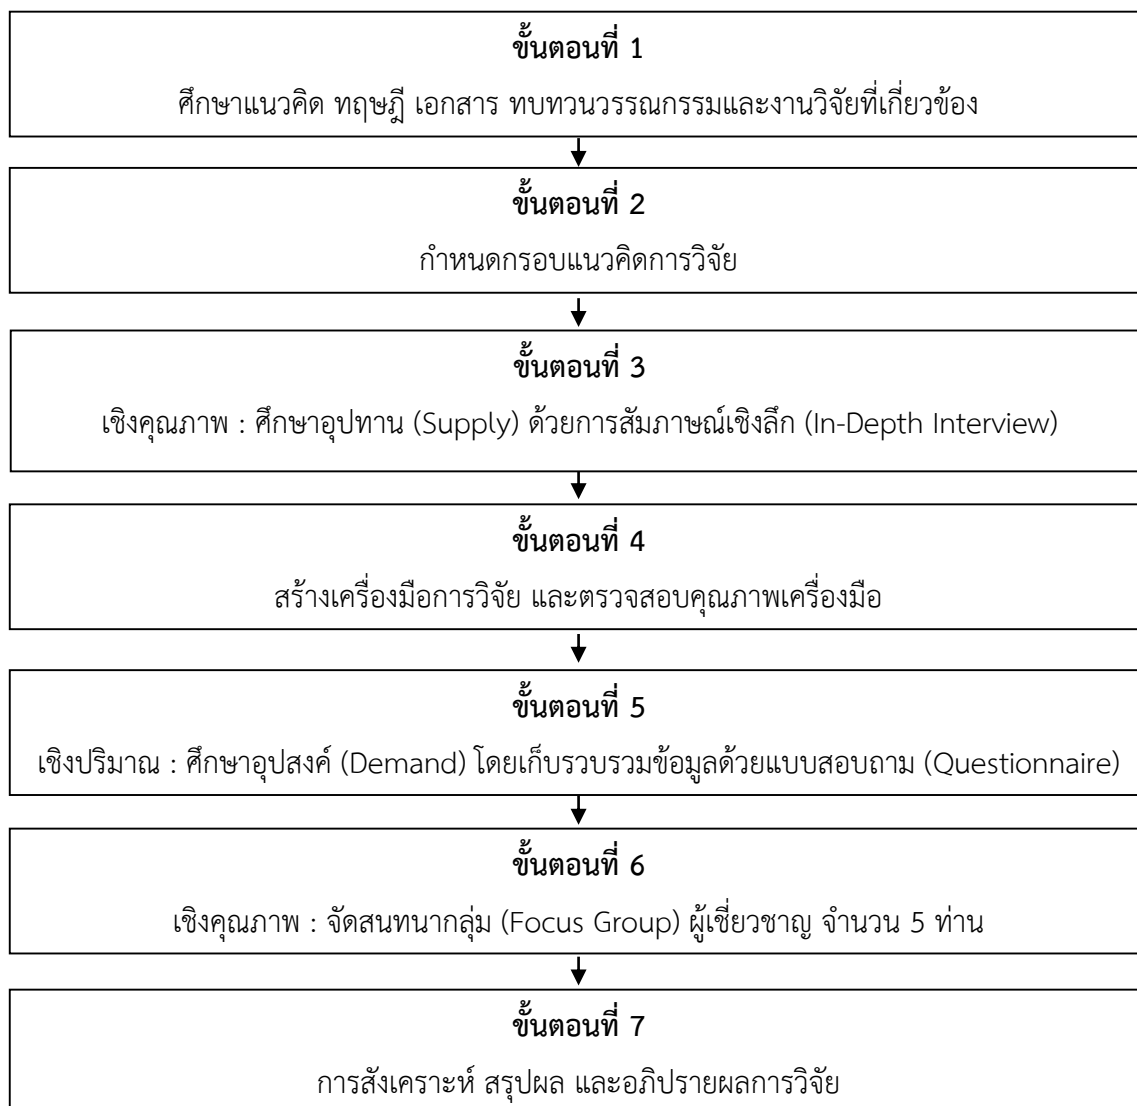 ขั้นตอนที่ 1
ศึกษาแนวคิด ทฤษฎี เอกสาร ทบทวนวรรณกรรมและงานวิจัยที่เกี่ยวข้อง
ขั้นตอนที่ 2
กำหนดกรอบแนวคิดการวิจัย
ขั้นตอนที่ 3
เชิงคุณภาพ : ศึกษาอุปทาน (Supply) ด้วยการสัมภาษณ์เชิงลึก (In-Depth Interview)
ขั้นตอนที่ 4
สร้างเครื่องมือการวิจัย และตรวจสอบคุณภาพเครื่องมือ
ขั้นตอนที่ 5
เชิงปริมาณ : ศึกษาอุปสงค์ (Demand) โดยเก็บรวบรวมข้อมูลด้วยแบบสอบถาม (Questionnaire)
ขั้นตอนที่ 6
เชิงคุณภาพ : จัดสนทนากลุ่ม (Focus Group) ผู้เชี่ยวชาญ จำนวน 5 ท่าน
ขั้นตอนที่ 7
การสังเคราะห์ สรุปผล และอภิปรายผลการวิจัย